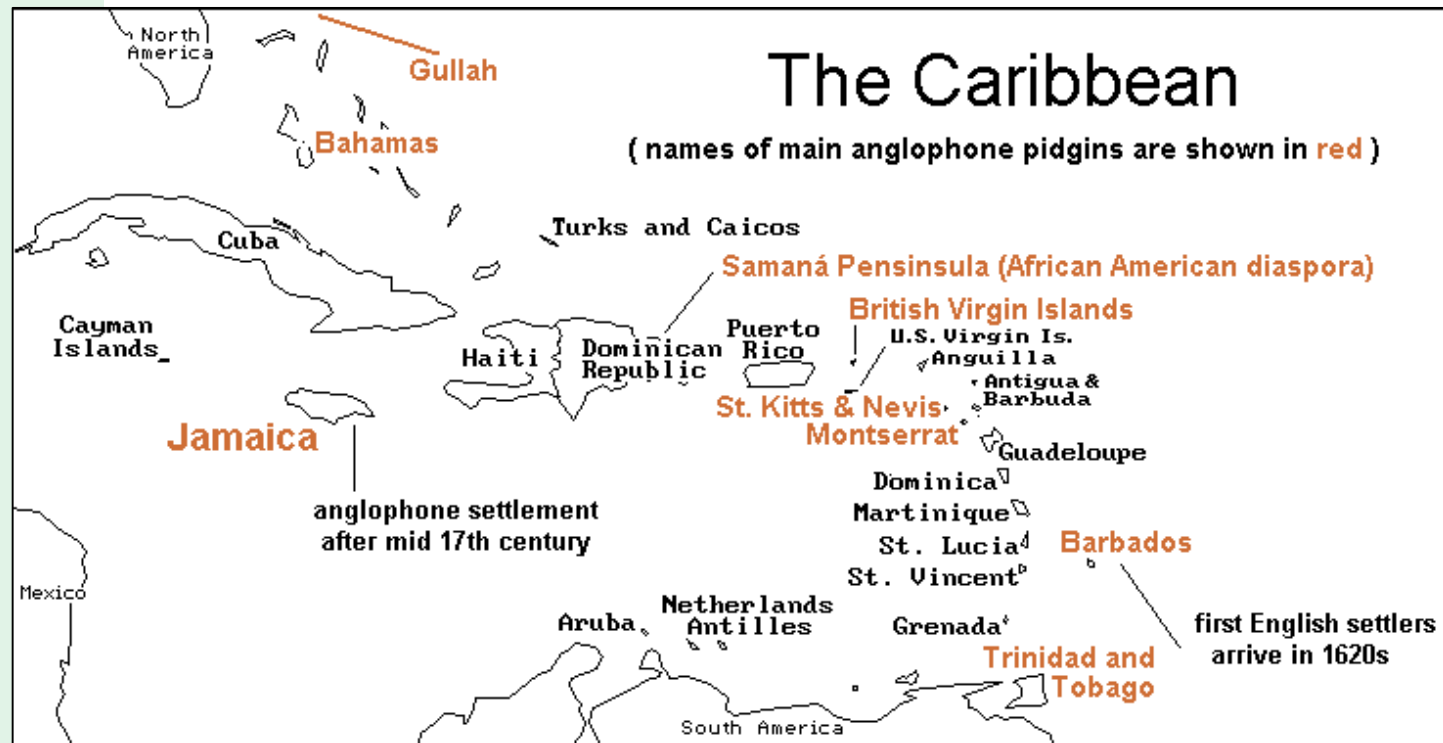 The Caribbean
( names of main anglophone pidgins are shown in red )
North
America
Gullah
Bahamas
Turks and Caicos
Cuba
Samaná Pensinsula (African American diaspora)
British Virgin Islands
Cayman
Islands
Haiti
Dominican
Republic
Puerto
Rico
U.S. Virgin Is.
Anguilla
Antigua &
Barbuda
St. Kitts & Nevis
Montserrat
Jamaica
Guadeloupe
anglophone settlement
after mid 17th century
Dominica
Martinique
St. Lucia
Barbados
St. Vincent
Mexico
Aruba
Netherlands
Antilles
Grenada
first English settlers
arrive in 1620s
Trinidad and
Tobago
South America